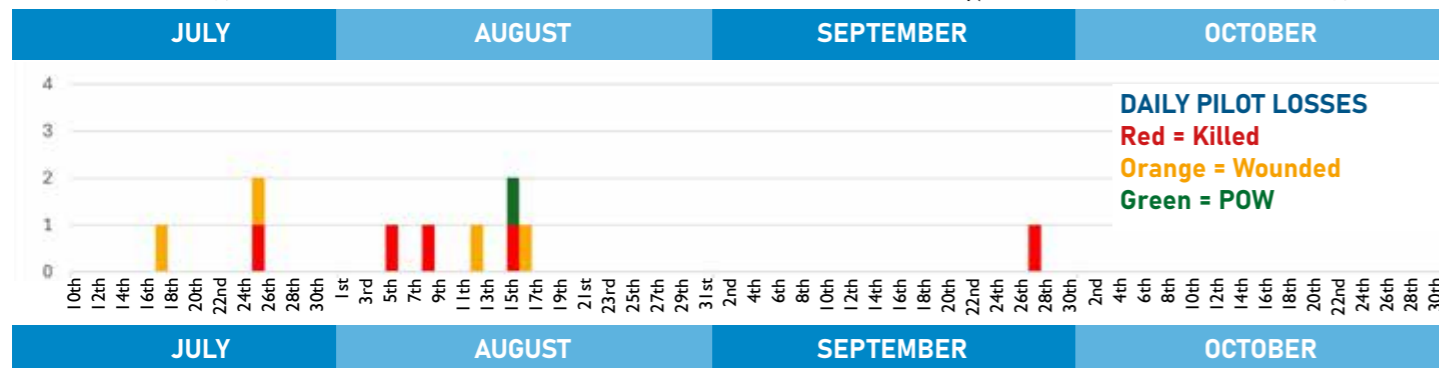 JULY AUGUST SEPTEMBER OCTOBER
4
3
2
1
0
DAILY PILOT LOSSES
Red = Killed
Orange = Wounded
Green = POW
10th 12th 14th 16th 18th 20th 22nd 24th 26th 28th 30th 1st 3rd 5th 7th 9th 11th 13th 15th 17th 19th 21st 23rd 25th 27th 29th 31st 2nd 4th 6th 8th 10th 12th 14th 16th 18th 20th 22nd 24th 26th 28th 30th 2nd 4th 6th 8th 10th 12th 14th 16th 18th 20th 22nd 24th 26th 28th 30th
JULY AUGUST SEPTEMBER OCTOBER